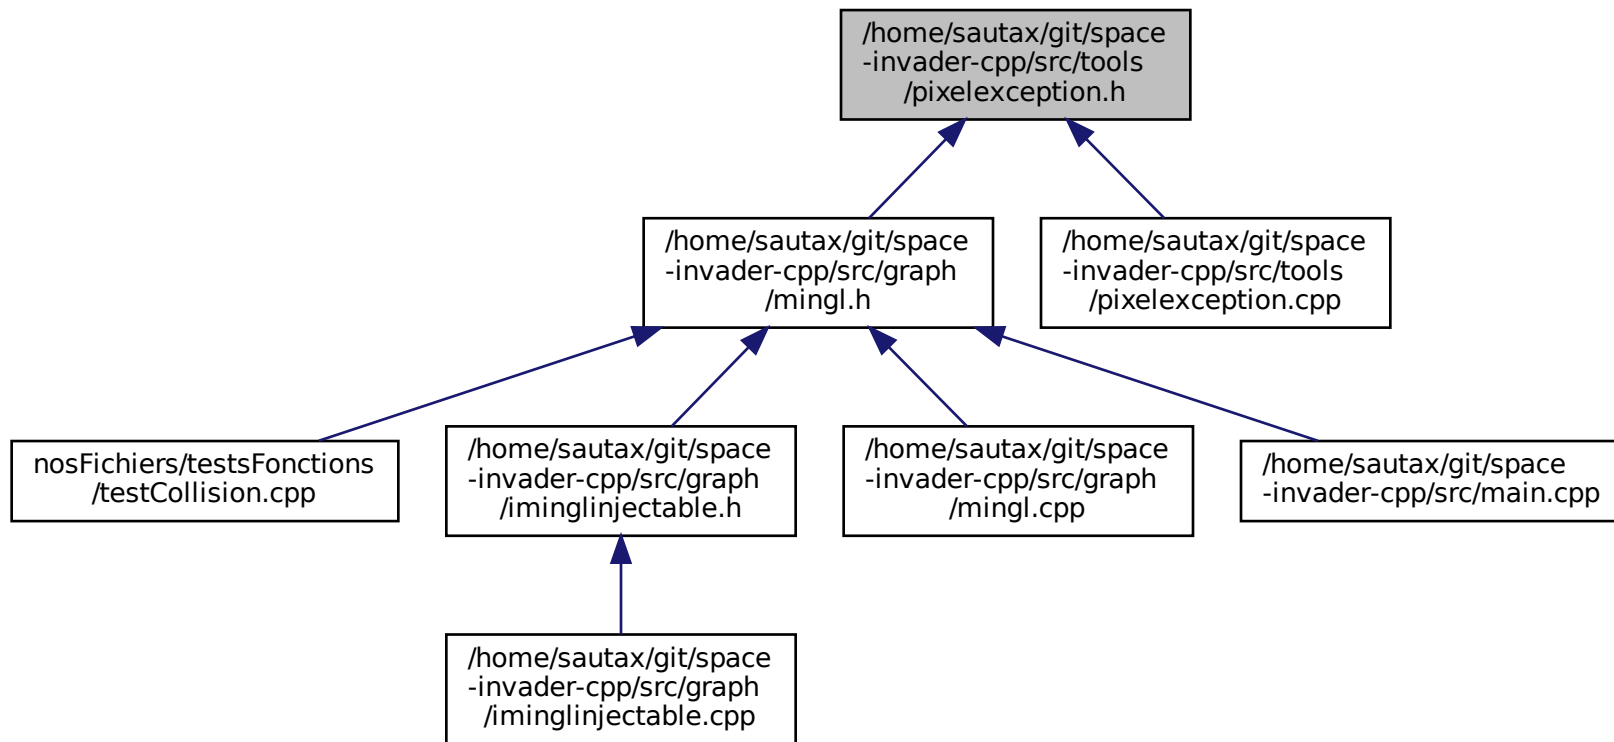 /home/sautax/git/space
-invader-cpp/src/tools
/pixelexception.h
/home/sautax/git/space
-invader-cpp/src/graph
/mingl.h
/home/sautax/git/space
-invader-cpp/src/tools
/pixelexception.cpp
nosFichiers/testsFonctions
/testCollision.cpp
/home/sautax/git/space
-invader-cpp/src/graph
/iminglinjectable.h
/home/sautax/git/space
-invader-cpp/src/graph
/mingl.cpp
/home/sautax/git/space
-invader-cpp/src/main.cpp
/home/sautax/git/space
-invader-cpp/src/graph
/iminglinjectable.cpp